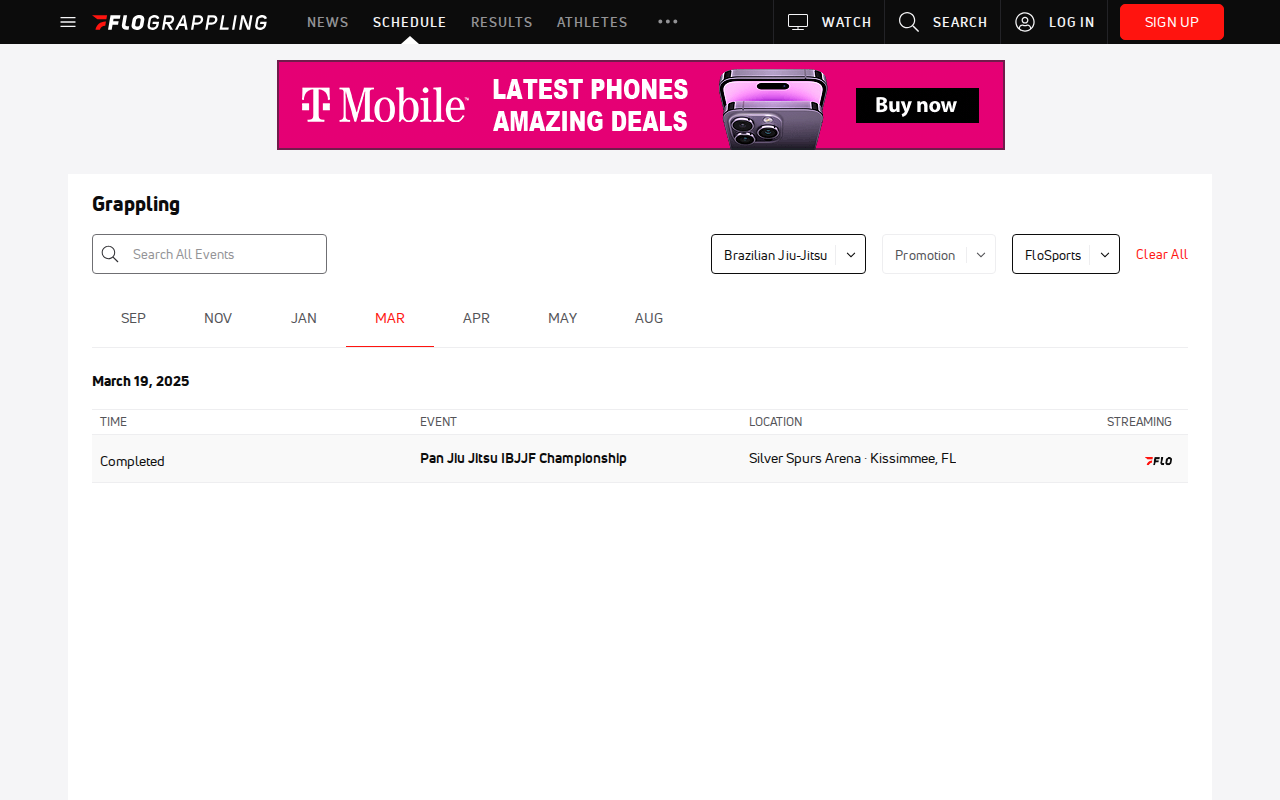 FLOGRAPPLING NEWS SCHEDULE RESULTS ATHLETES ••• WATCH SEARCH LOG IN SIGN UP
T Mobile LATEST PHONES AMAZING DEALS Buy now
Grappling
Search All Events Brazilian Jiu-Jitsu Promotion FloSports Clear All
SEP NOV JAN MAR APR MAY AUG
March 19, 2025
TIME EVENT LOCATION STREAMING
Completed Pan Jiu Jitsu IBJJF Championship Silver Spurs Arena · Kissimmee, FL FLO